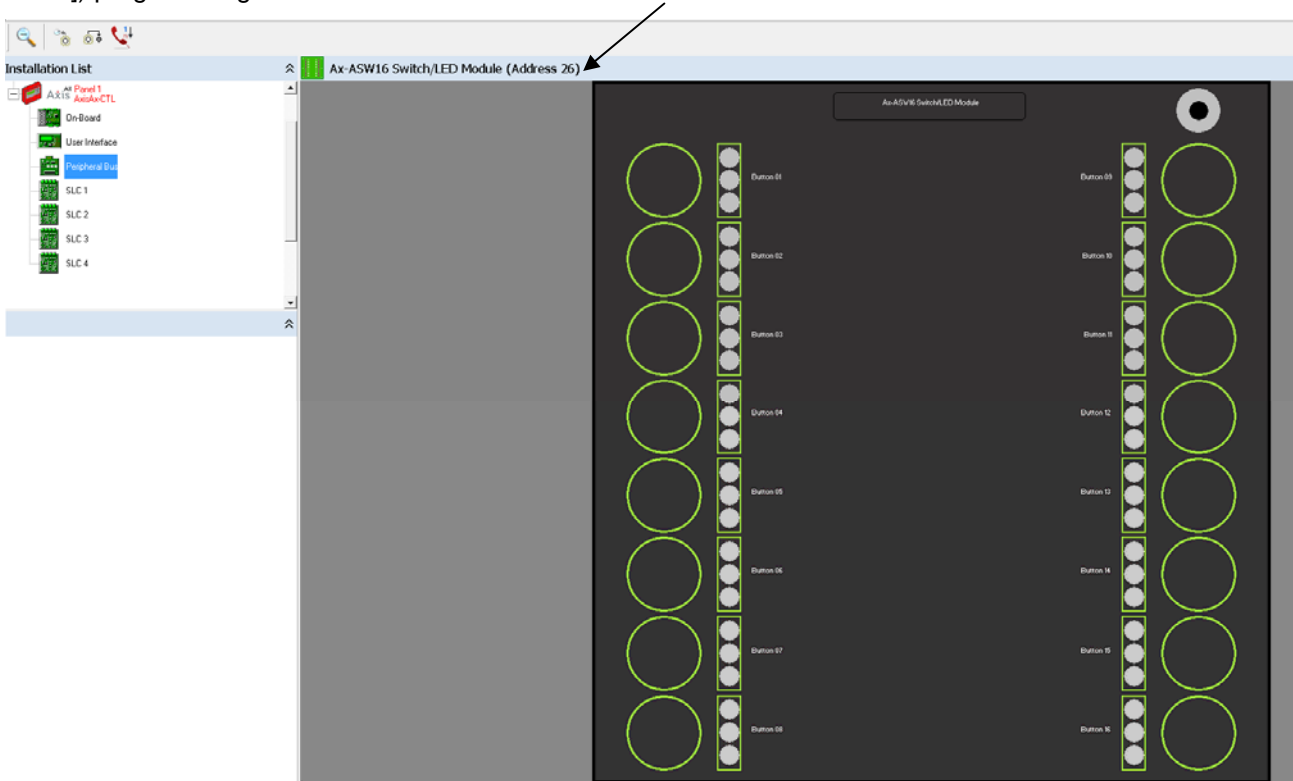 Installation List
Ax-ASW16 Switch/LED Module (Address 26)
Axis AX Panel 1
AxisAx-CTL
On-Board
User Interface
Peripheral Bus
SLC 1
SLC 2
SLC 3
SLC 4
Ax-ASW16 Switch/LED Module
Button 01
Button 09
Button 02
Button 10
Button 03
Button 11
Button 04
Button 12
Button 05
Button 13
Button 06
Button 14
Button 07
Button 15
Button 08
Button 16